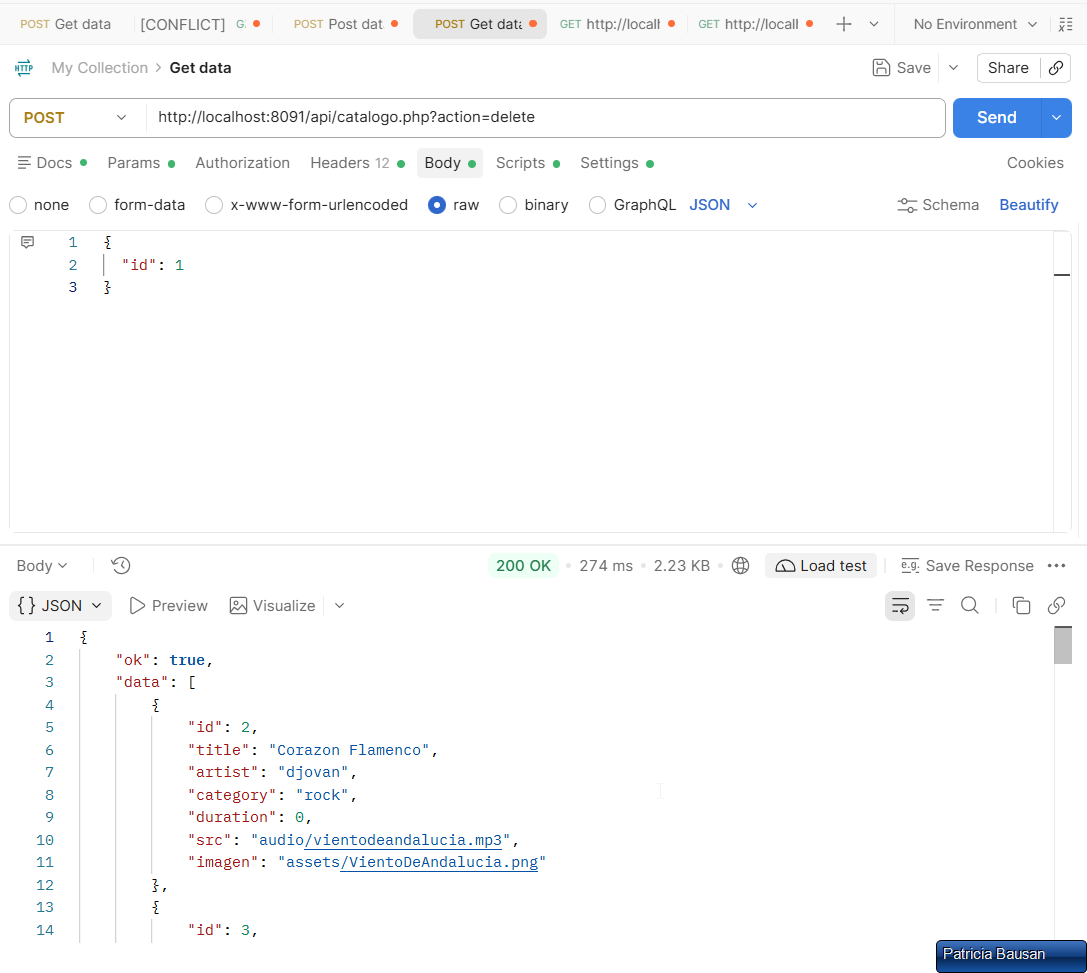 POST Get data [CONFLICT] G. POST Post dat. POST Get data GET http://locall GET http://locall No Environment
HTTP My Collection > Get data Save Share
POST http://localhost:8091/api/catalogo.php?action=delete Send
Docs Params Authorization Headers 12 Body Scripts Settings Cookies
none form-data x-www-form-urlencoded raw binary GraphQL JSON Schema Beautify
1 {
2 "id": 1
3 }
Body 200 OK 274 ms 2.23 KB Load test e.g. Save Response
{} JSON Preview Visualize
1 {
2 "ok": true,
3 "data": [
4 {
5 "id": 2,
6 "title": "Corazon Flamenco",
7 "artist": "djovan",
8 "category": "rock",
9 "duration": 0,
10 "src": "audio/vientodeandalucia.mp3",
11 "imagen": "assets/VientoDeAndalucia.png"
12 },
13 {
14 "id": 3,
Patricia Bausan